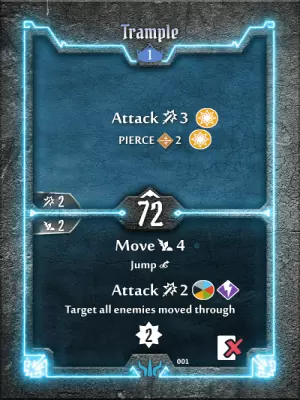 Trample
1
Attack 3
PIERCE 2
72
2
2
Move 4
Jump
Attack 2
Target all enemies moved through
2
001